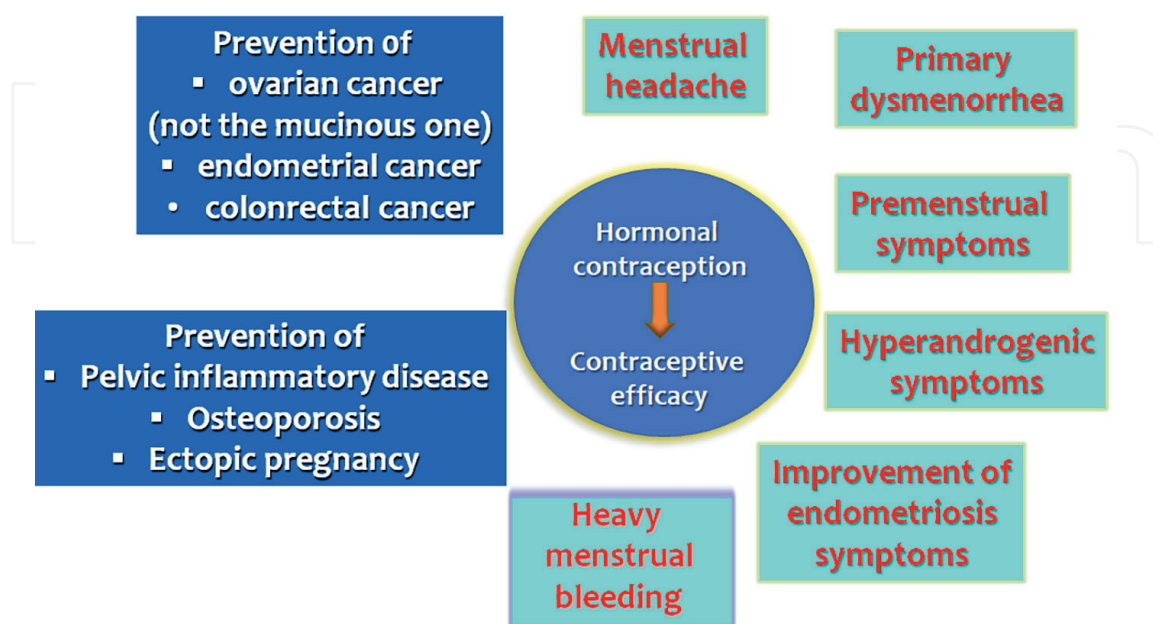 Prevention of
▪ ovarian cancer
(not the mucinous one)
▪ endometrial cancer
• colonrectal cancer
Prevention of
▪ Pelvic inflammatory disease
▪ Osteoporosis
▪ Ectopic pregnancy
Hormonal
contraception
Contraceptive
efficacy
Menstrual
headache
Primary
dysmenorrhea
Premenstrual
symptoms
Hyperandrogenic
symptoms
Improvement of
endometriosis
symptoms
Heavy
menstrual
bleeding